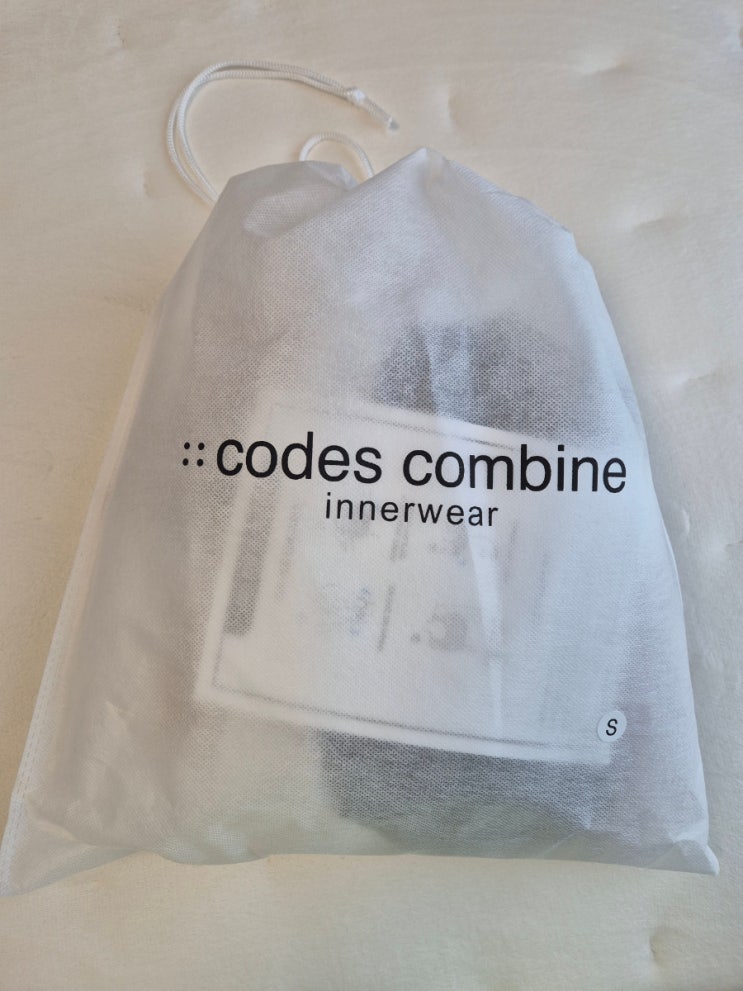 ::codes combine
innerwear
S